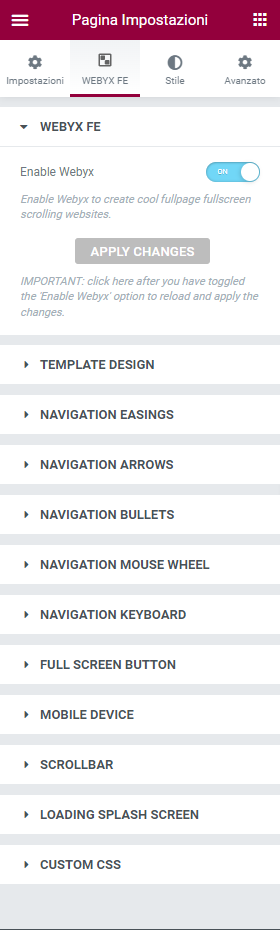 Pagina Impostazioni
Impostazioni
WEBYX FE
Stile
Avanzato
WEBYX FE
Enable Webyx
ON
Enable Webyx to create cool fullpage fullscreen
scrolling websites.
APPLY CHANGES
IMPORTANT: click here after you have toggled
the 'Enable Webyx' option to reload and apply the
changes.
TEMPLATE DESIGN
NAVIGATION EASINGS
NAVIGATION ARROWS
NAVIGATION BULLETS
NAVIGATION MOUSE WHEEL
NAVIGATION KEYBOARD
FULL SCREEN BUTTON
MOBILE DEVICE
SCROLLBAR
LOADING SPLASH SCREEN
CUSTOM CSS